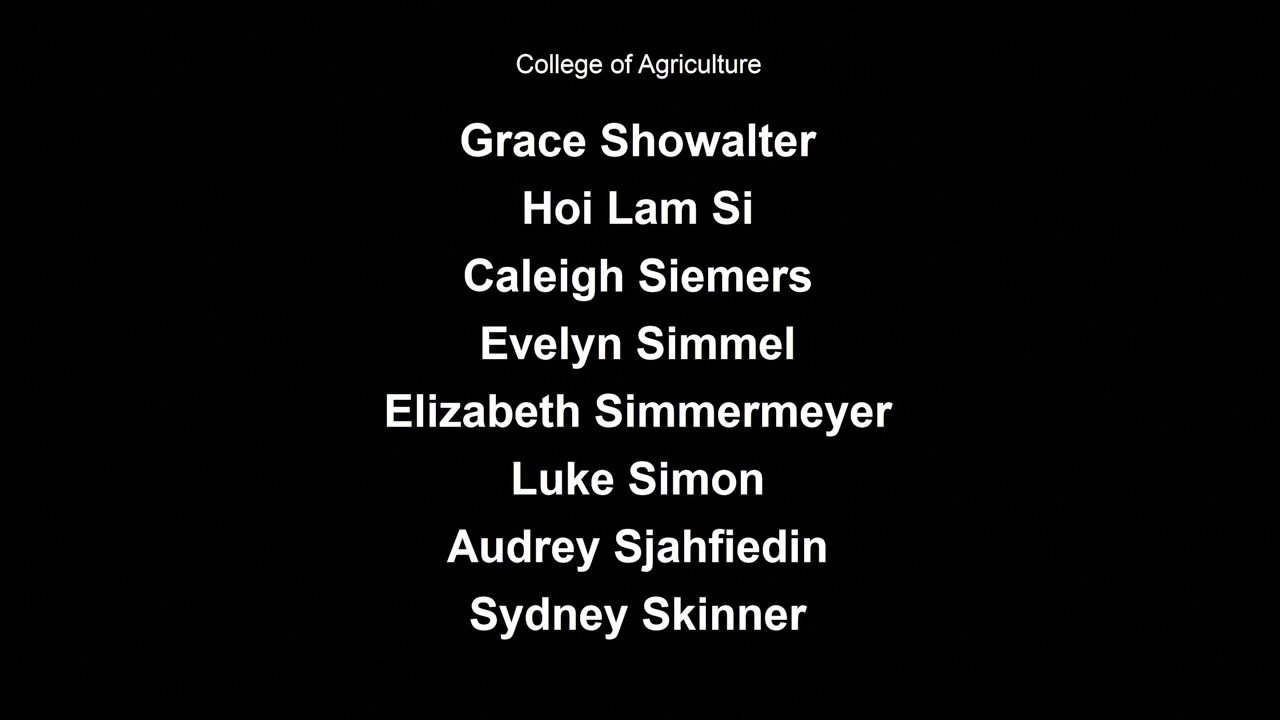 College of Agriculture
Grace Showalter
Hoi Lam Si
Caleigh Siemers
Evelyn Simmel
Elizabeth Simmermeyer
Luke Simon
Audrey Sjahfiedin
Sydney Skinner